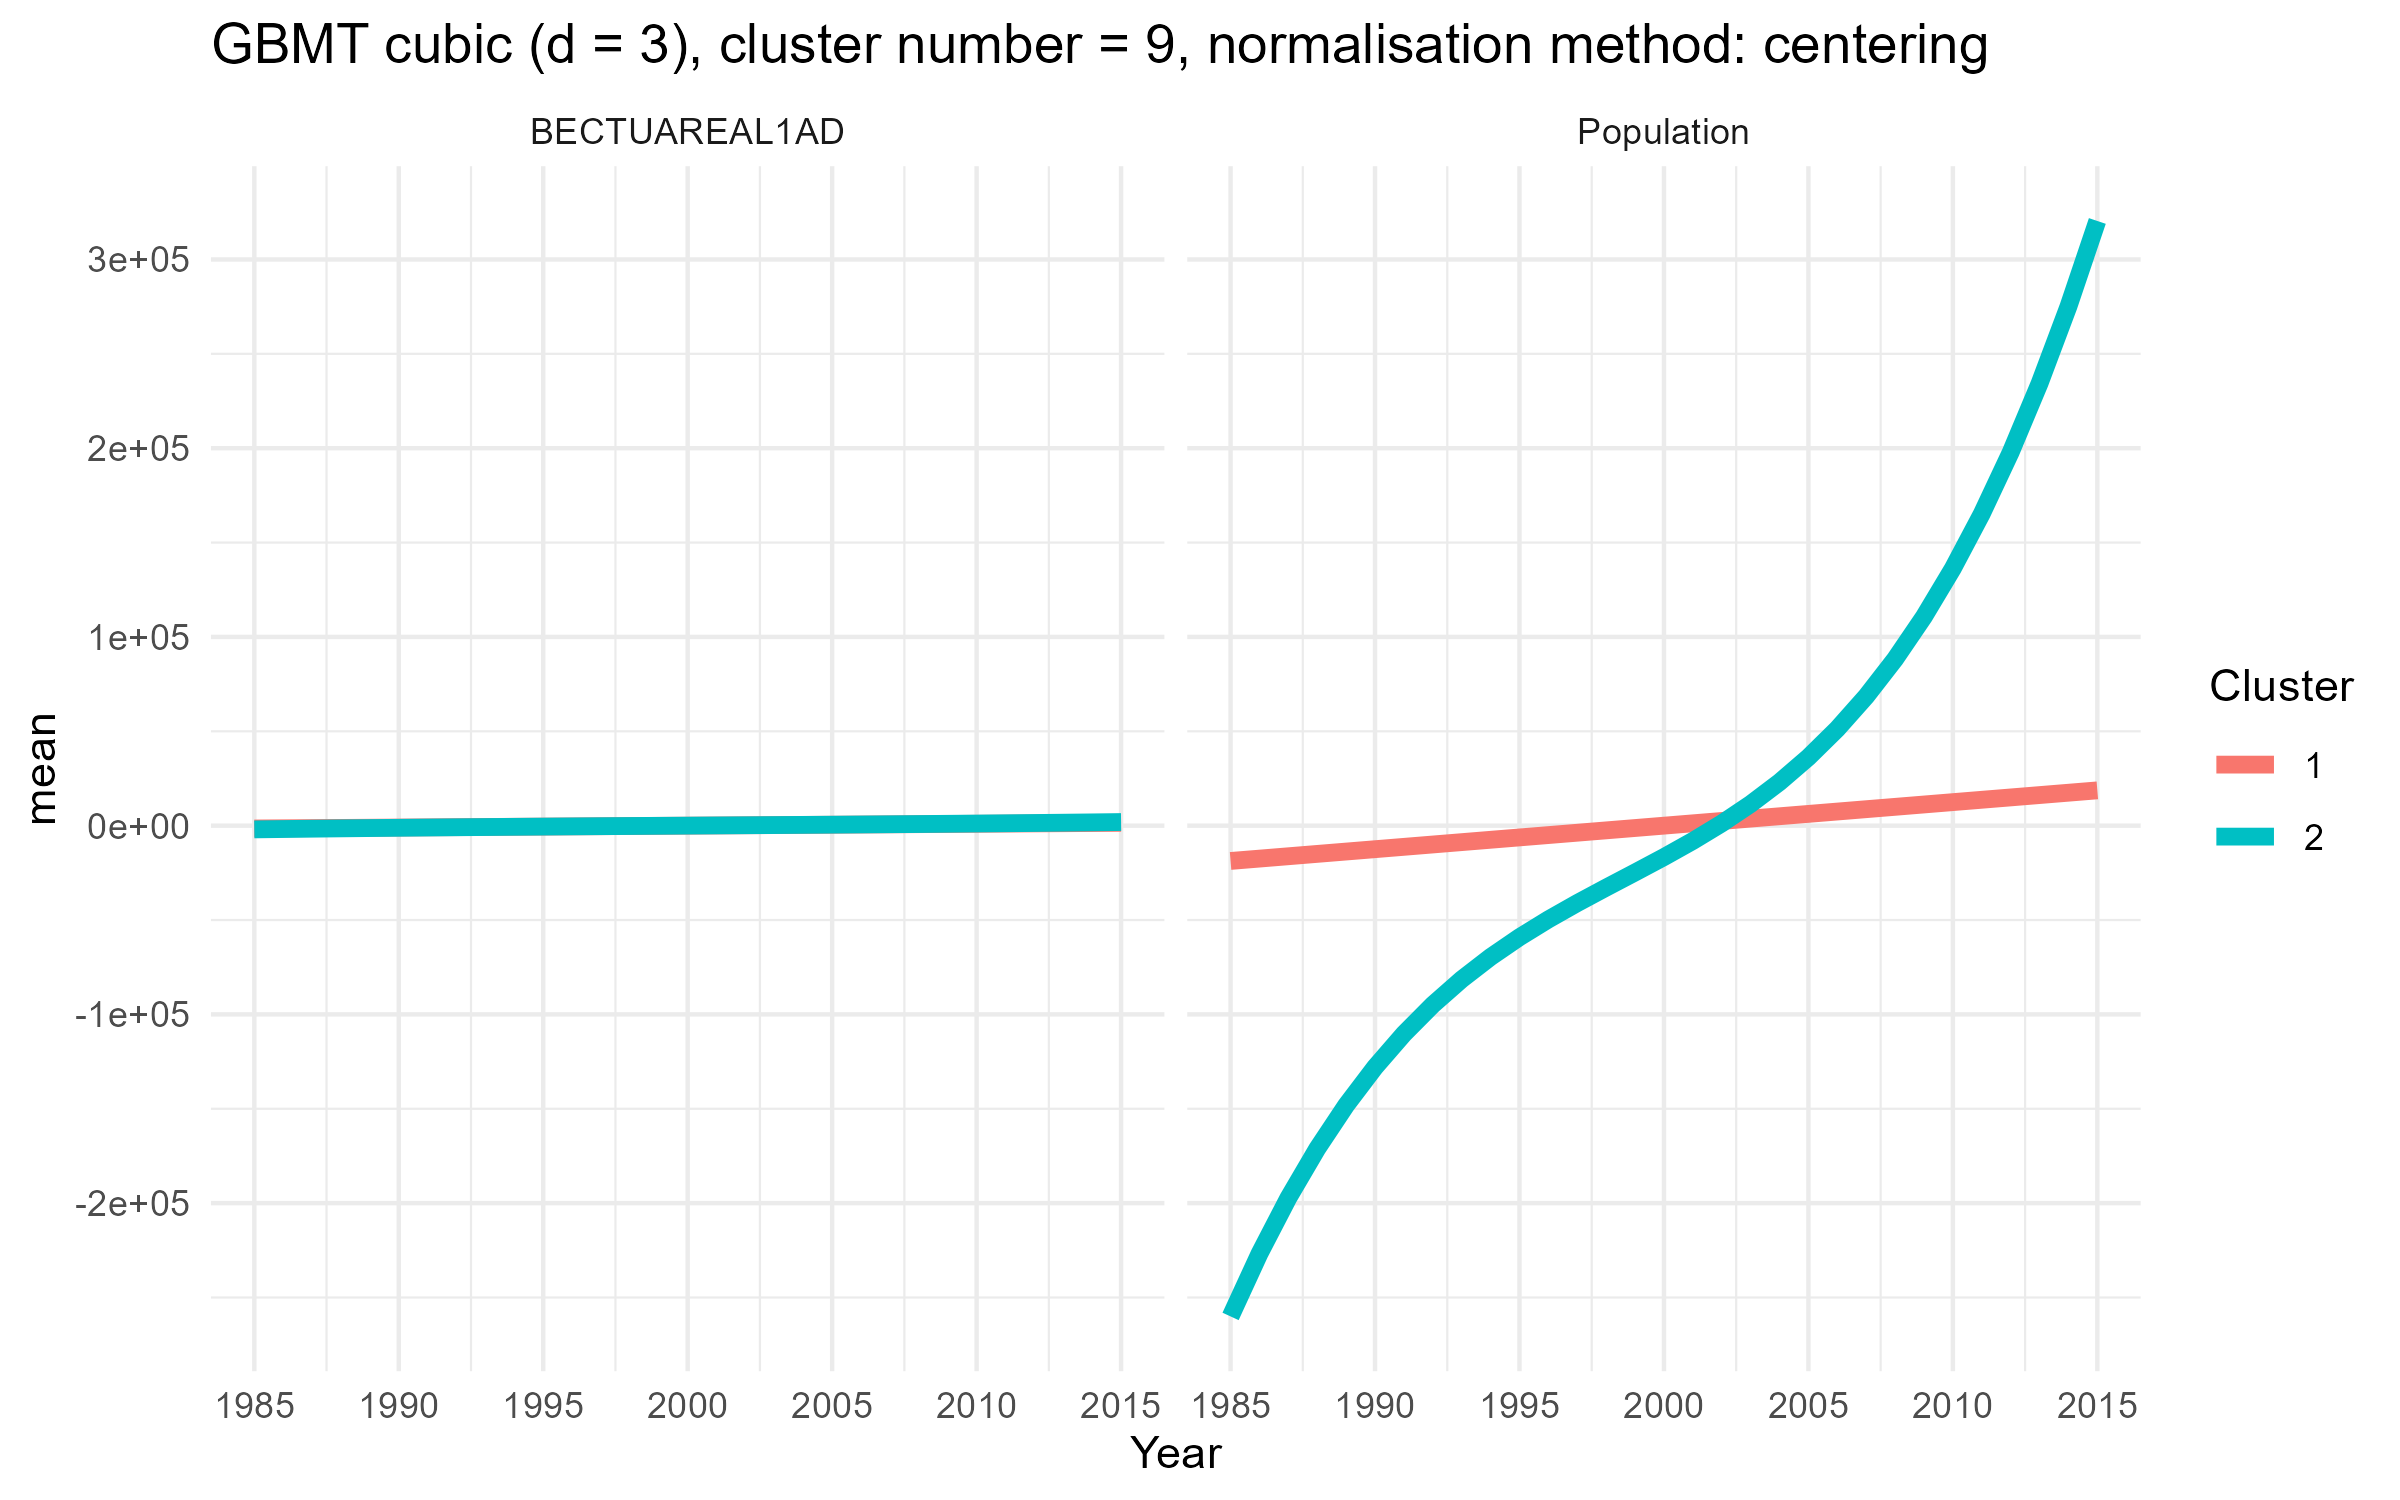 GBMT cubic (d = 3), cluster number = 9, normalisation method: centering
BECTUAREAL1AD
Population
3e+05
2e+05
1e+05
0e+00
-1e+05
-2e+05
mean
1985 1990 1995 2000 2005 2010 2015
1985 1990 1995 2000 2005 2010 2015
Year
Cluster
1
2